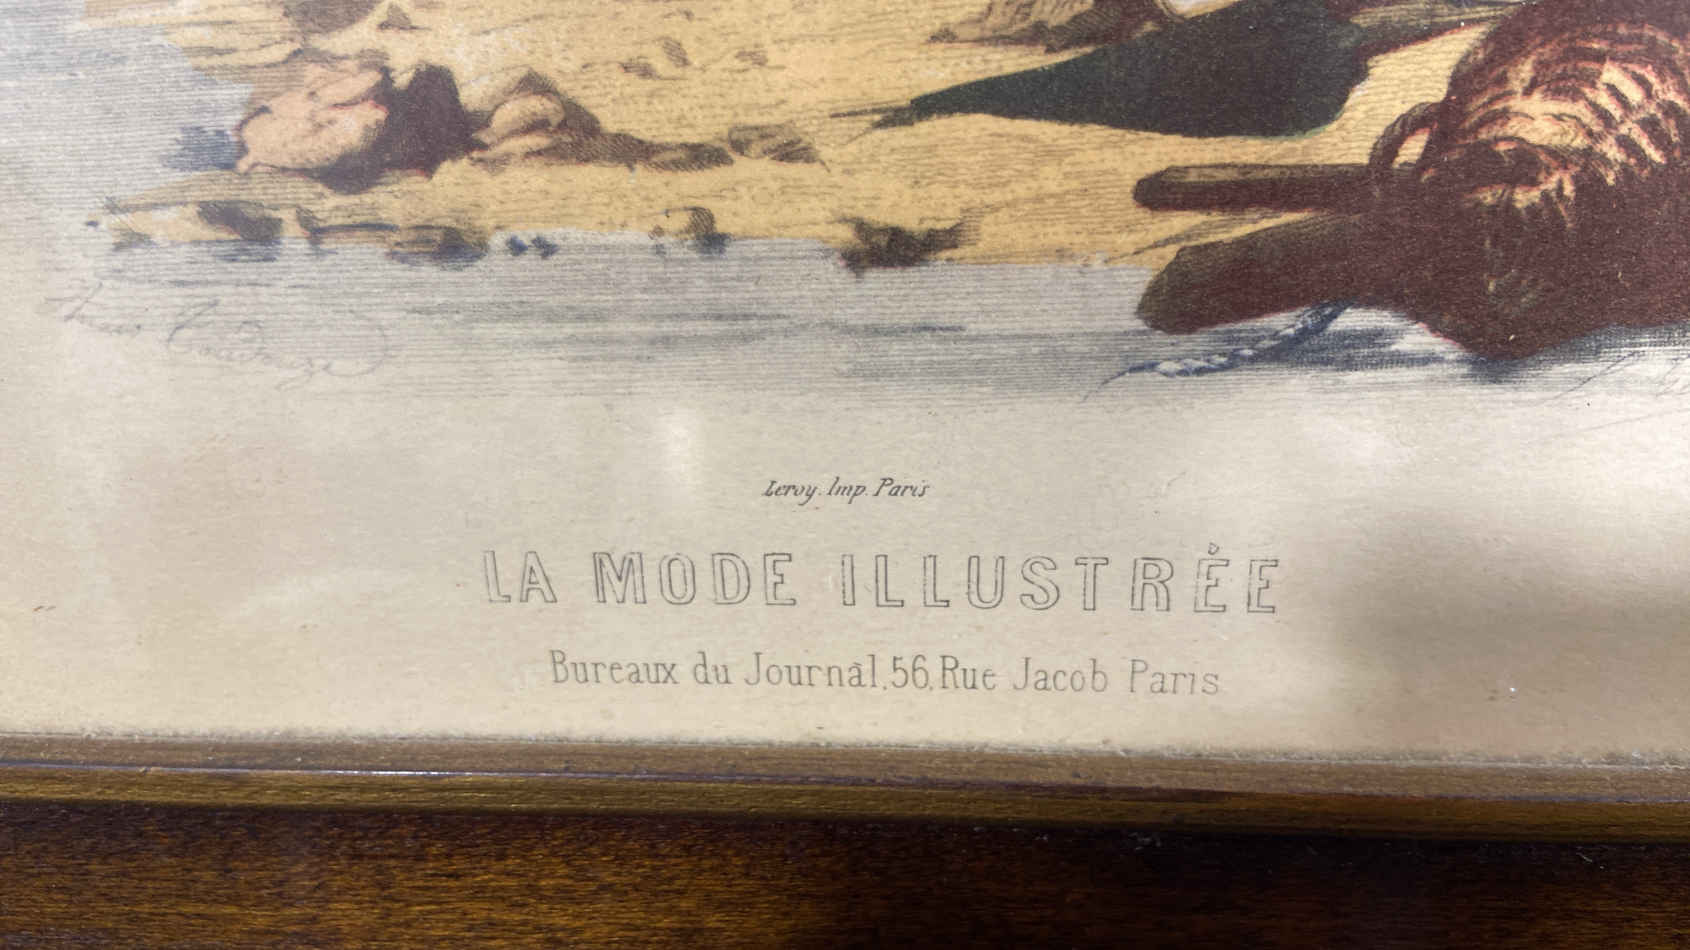 Leroy. Imp. Paris
LA MODE ILLUSTRÉE
Bureaux du Journal, 56, Rue Jacob Paris